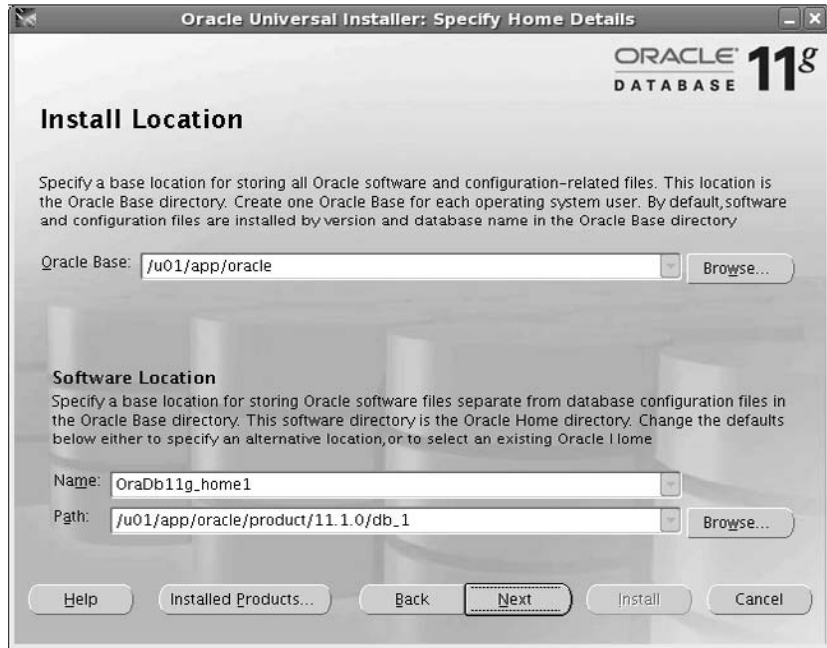 Oracle Universal Installer: Specify Home Details
ORACLE 11g
DATABASE
Install Location
Specify a base location for storing all Oracle software and configuration-related files. This location is
the Oracle Base directory. Create one Oracle Base for each operating system user. By default,software
and configuration files are installed by version and database name in the Oracle Base directory
Oracle Base: /u01/app/oracle Browse...
Software Location
Specify a base location for storing Oracle software files separate from database configuration files in
the Oracle Base directory. This software directory is the Oracle Home directory. Change the defaults
below either to specify an alternative location,or to select an existing Oracle Home
Name: OraDb11g_home1
Path: /u01/app/oracle/product/11.1.0/db_1 Browse...
Help Installed Products... Back Next Install Cancel